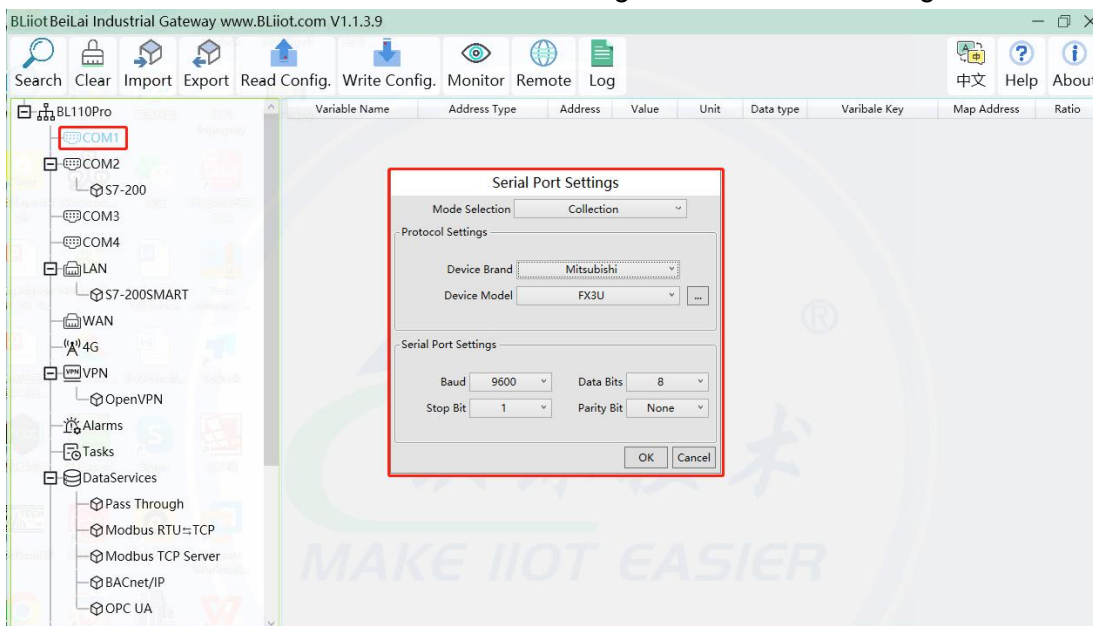 BLiiot BeiLai Industrial Gateway www.BLiiot.com V1.1.3.9
Search Clear Import Export Read Config. Write Config. Monitor Remote Log 中文 Help About
BL110Pro
COM1
COM2
S7-200
COM3
COM4
LAN
S7-200SMART
WAN
4G
VPN
VPN
OpenVPN
Alarms
Tasks
DataServices
Pass Through
Modbus RTU⇆TCP
Modbus TCP Server
BACnet/IP
OPC UA
Variable Name Address Type Address Value Unit Data type Varibale Key Map Address Ratio
Serial Port Settings
Mode Selection Collection
Protocol Settings
Device Brand Mitsubishi
Device Model FX3U ...
Serial Port Settings
Baud 9600 Data Bits 8
Stop Bit 1 Parity Bit None
OK Cancel
®
MAKE IIOT EASIER